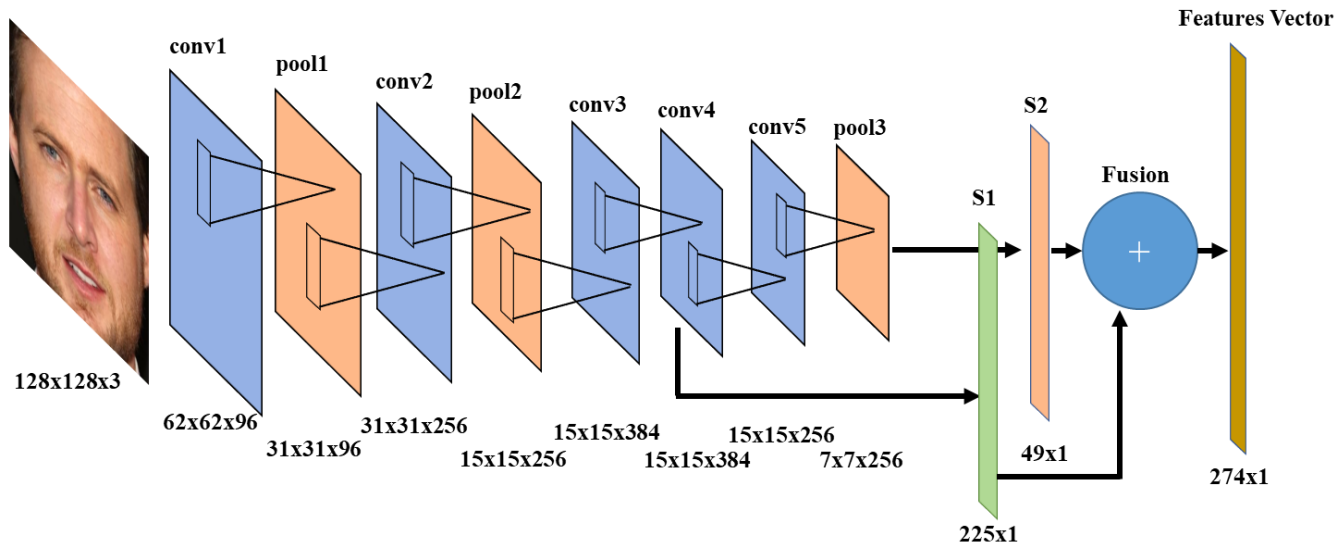 Features Vector
conv1
pool1
conv2
pool2
conv3
conv4
conv5
pool3
S2
S1
Fusion
+
128x128x3
62x62x96
31x31x96
31x31x256
15x15x256
15x15x384
15x15x384
15x15x256
7x7x256
49x1
225x1
274x1